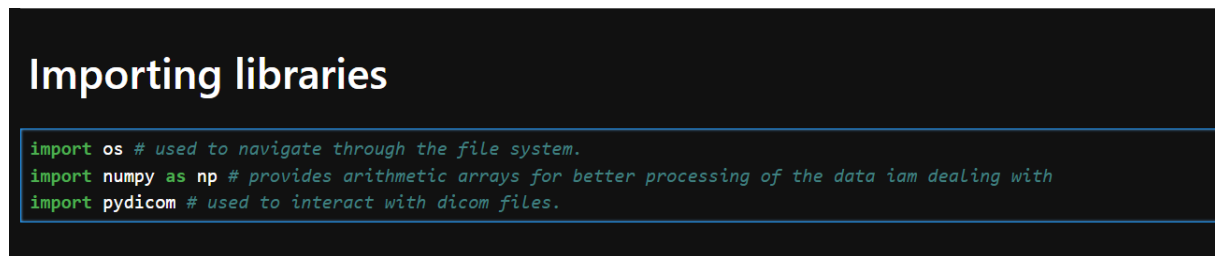 Importing libraries
import os # used to navigate through the file system.
import numpy as np # provides arithmetic arrays for better processing of the data iam dealing with
import pydicom # used to interact with dicom files.